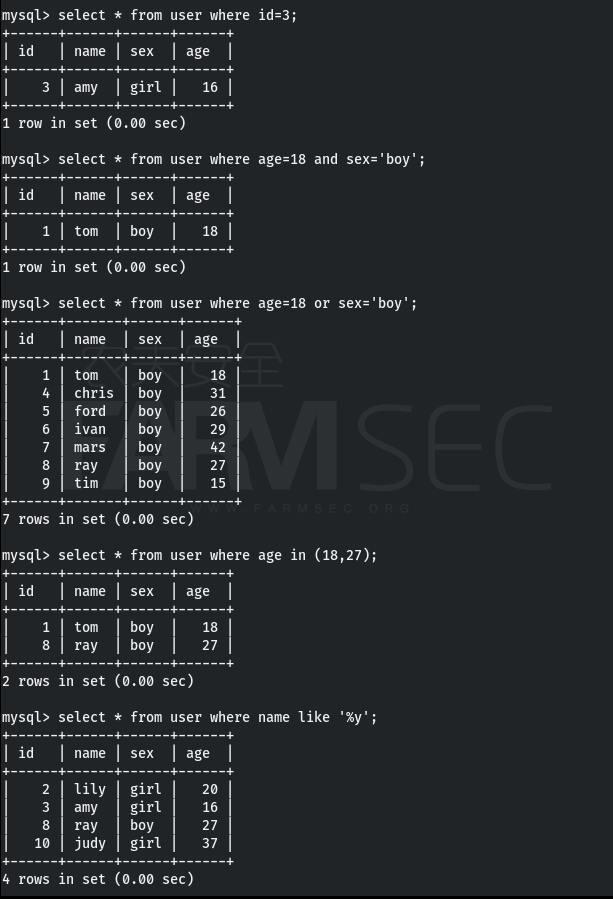 mysql> select * from user where id=3;
+------+------+------+------+
| id   | name | sex  | age  |
+------+------+------+------+
|    3 | amy  | girl |   16 |
+------+------+------+------+
1 row in set (0.00 sec)
mysql> select * from user where age=18 and sex='boy';
+------+------+------+------+
| id   | name | sex  | age  |
+------+------+------+------+
|    1 | tom  | boy  |   18 |
+------+------+------+------+
1 row in set (0.00 sec)
mysql> select * from user where age=18 or sex='boy';
+------+-------+------+------+
| id   | name  | sex  | age  |
+------+-------+------+------+
|    1 | tom   | boy  |   18 |
|    4 | chris | boy  |   31 |
|    5 | ford  | boy  |   26 |
|    6 | ivan  | boy  |   29 |
|    7 | mars  | boy  |   42 |
|    8 | ray   | boy  |   27 |
|    9 | tim   | boy  |   15 |
+------+-------+------+------+
农夫安全
FARMSEC
WWW.FARMSEC.ORG
7 rows in set (0.00 sec)
mysql> select * from user where age in (18,27);
+------+------+------+------+
| id   | name | sex  | age  |
+------+------+------+------+
|    1 | tom  | boy  |   18 |
|    8 | ray  | boy  |   27 |
+------+------+------+------+
2 rows in set (0.00 sec)
mysql> select * from user where name like '%y';
+------+------+------+------+
| id   | name | sex  | age  |
+------+------+------+------+
|    2 | lily | girl |   20 |
|    3 | amy  | girl |   16 |
|    8 | ray  | boy  |   27 |
|   10 | judy | girl |   37 |
+------+------+------+------+
4 rows in set (0.00 sec)